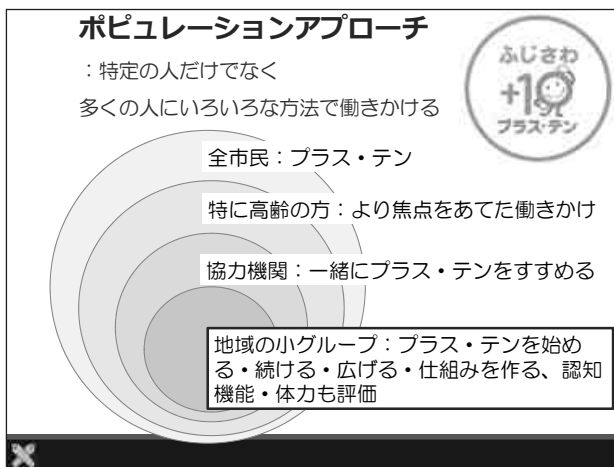 ポピュレーションアプローチ
：特定の人だけでなく
多くの人にいろいろな方法で働きかける
ふじさわ
+10
プラス・テン
全市民：プラス・テン
特に高齢の方：より焦点をあてた働きかけ
協力機関：一緒にプラス・テンをすすめる
地域の小グループ：プラス・テンを始め
る・続ける・広げる・仕組みを作る、認知
機能・体力も評価